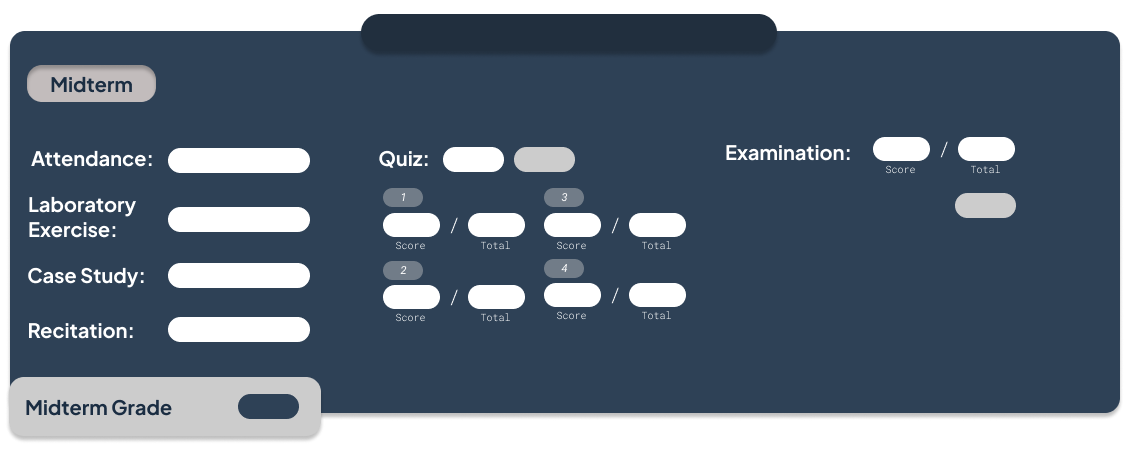 Midterm
Attendance:
Laboratory
Exercise:
Case Study:
Recitation:
Midterm Grade
Quiz:
1
3
/
/
Score
Total
Score
Total
2
4
/
/
Score
Total
Score
Total
Examination:
/
Score
Total